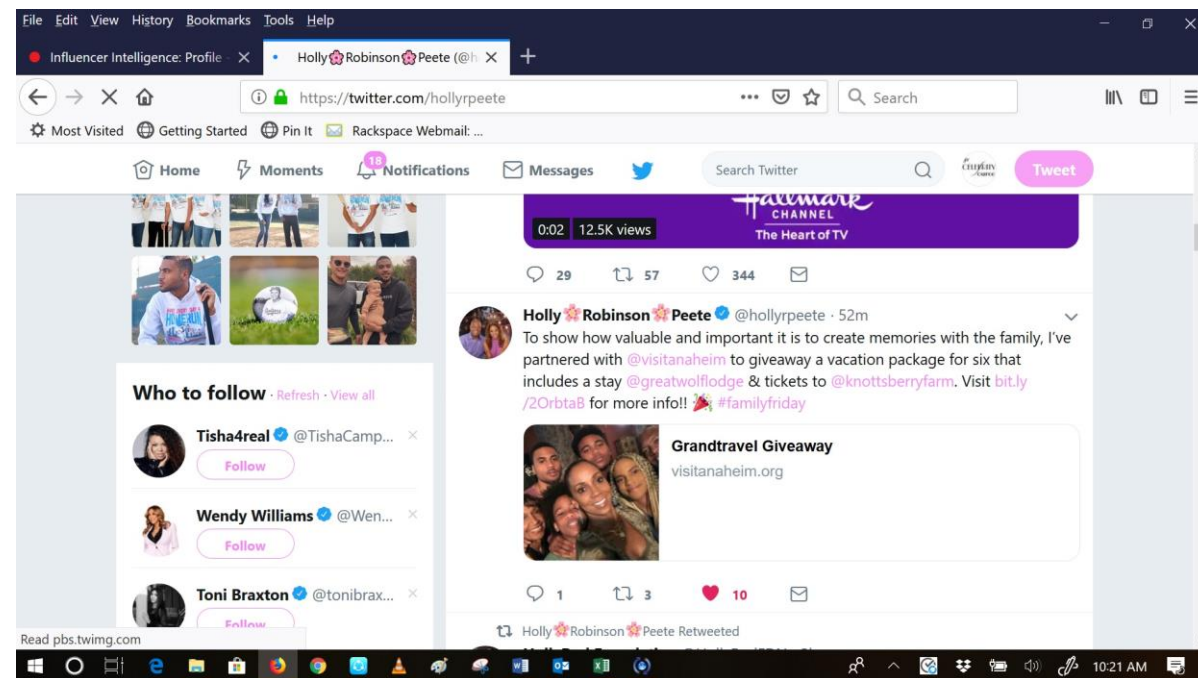 File Edit View History Bookmarks Tools Help
Influencer Intelligence: Profile -
Holly🌸Robinson🌸Peete (@h
https://twitter.com/hollyrpeete
Search
Most Visited Getting Started Pin It Rackspace Webmail: ...
Home Moments 18 Notifications Messages Search Twitter Tweet
Hallmark
CHANNEL
The Heart of TV
0:02 12.5K views
29 57 344
Holly🌸Robinson🌸Peete @hollyrpeete · 52m
To show how valuable and important it is to create memories with the family, I've
partnered with @visitanaheim to giveaway a vacation package for six that
includes a stay @greatwolflodge & tickets to @knottsberryfarm. Visit bit.ly
/2OrbtaB for more info!! 🎉 #familyfriday
Grandtravel Giveaway
visitanaheim.org
1 3 10
Holly🌸Robinson🌸Peete Retweeted
Who to follow · Refresh · View all
Tisha4real @TishaCamp... ×
Follow
Wendy Williams @Wen... ×
Follow
Toni Braxton @tonibrax... ×
Follow
Read pbs.twimg.com
10:21 AM